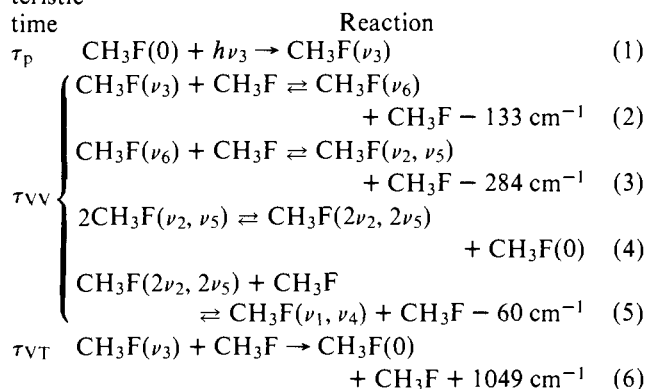 teristic
time Reaction
τp CH3F(0) + hν3 → CH3F(ν3) (1)
CH3F(ν3) + CH3F ⇄ CH3F(ν6)
+ CH3F − 133 cm−1 (2)
CH3F(ν6) + CH3F ⇄ CH3F(ν2, ν5)
+ CH3F − 284 cm−1 (3)
τVV
2CH3F(ν2, ν5) ⇄ CH3F(2ν2, 2ν5)
+ CH3F(0) (4)
CH3F(2ν2, 2ν5) + CH3F
⇄ CH3F(ν1, ν4) + CH3F − 60 cm−1 (5)
τVT CH3F(ν3) + CH3F → CH3F(0)
+ CH3F + 1049 cm−1 (6)